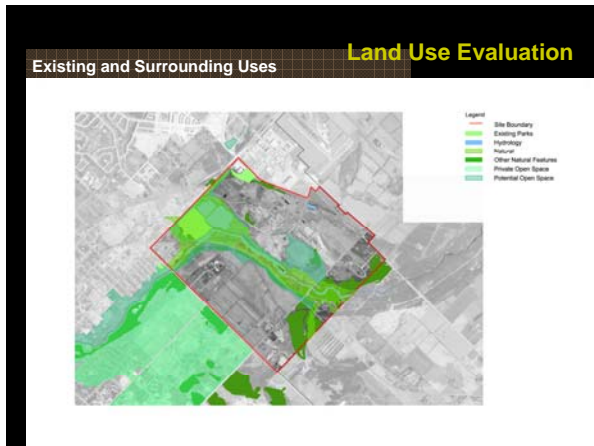 Land Use Evaluation
Existing and Surrounding Uses
Legend
Site Boundary
Existing Parks
Hydrology
Natural
Other Natural Features
Private Open Space
Potential Open Space